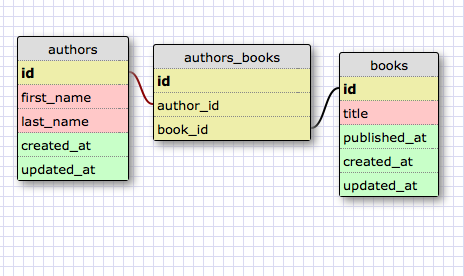 authors
id
first_name
last_name
created_at
updated_at
authors_books
id
author_id
book_id
books
id
title
published_at
created_at
updated_at